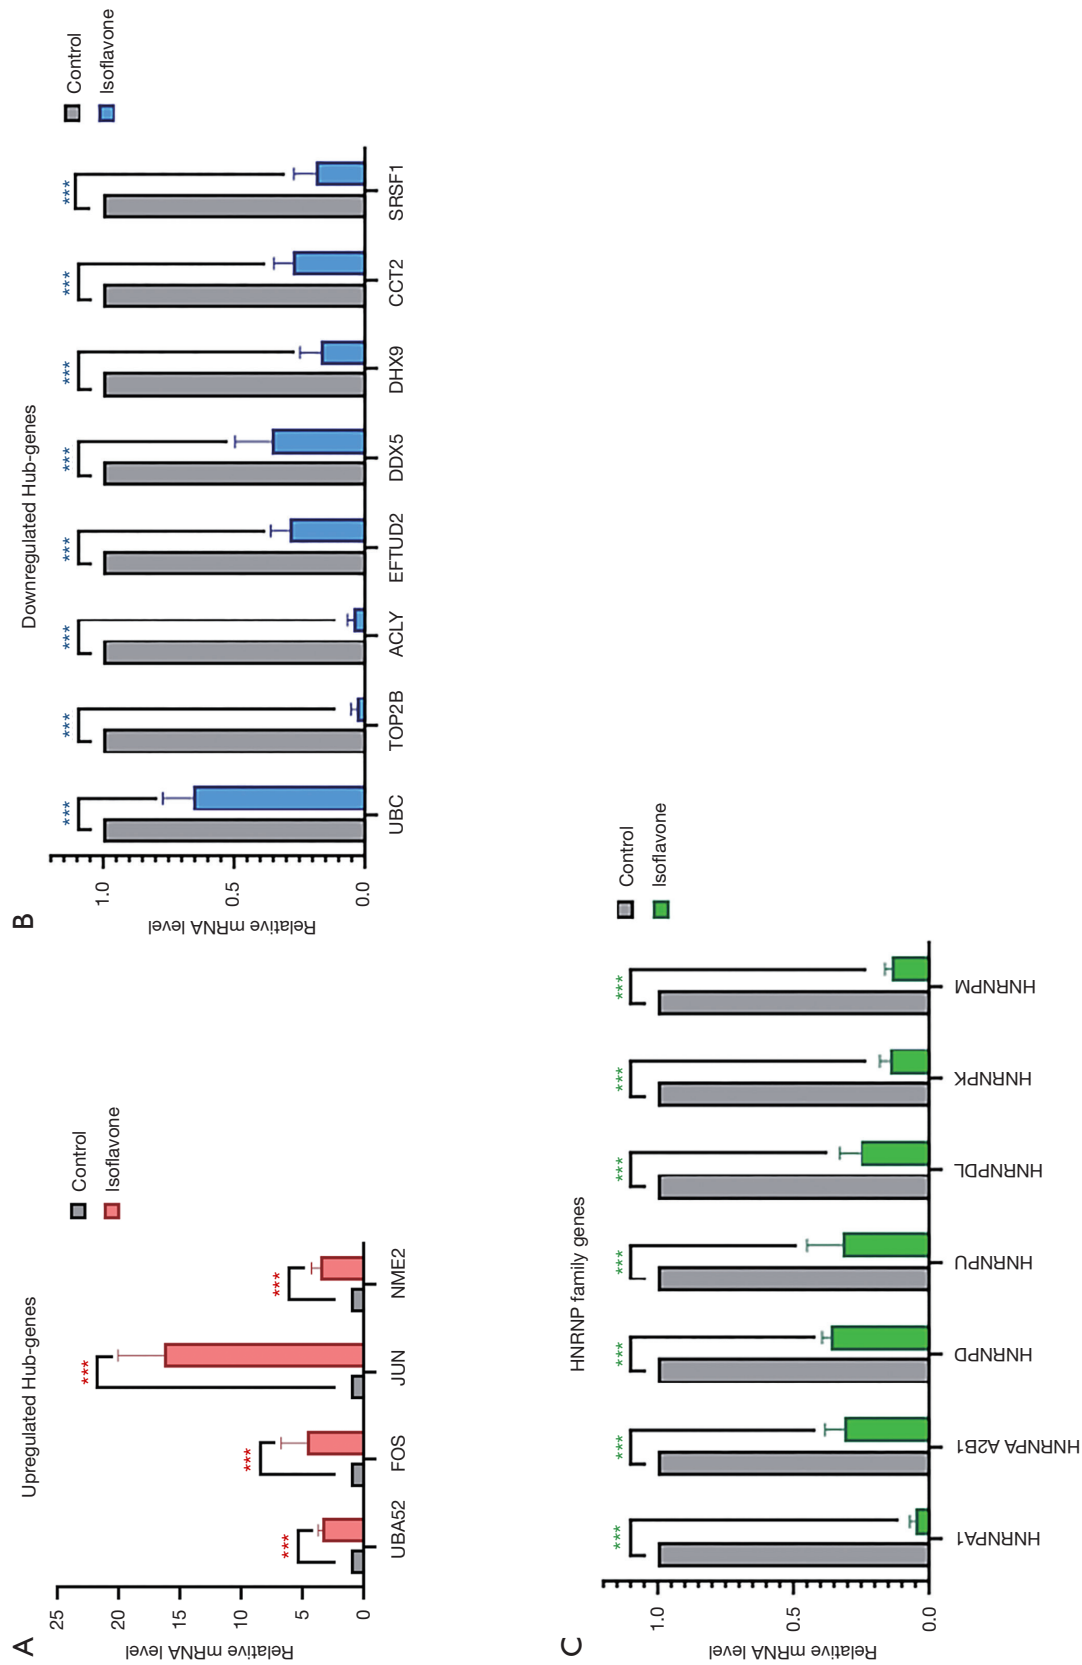 A
Upregulated Hub-genes
Control
Isoflavone
Relative mRNA level
25
20
15
10
5
0
***
***
***
***
UBA52
FOS
JUN
NME2
B
Downregulated Hub-genes
Control
Isoflavone
Relative mRNA level
1.0
0.5
0.0
***
***
***
***
***
***
***
***
UBC
TOP2B
ACLY
EFTUD2
DDX5
DHX9
CCT2
SRSF1
C
HNRNP family genes
Control
Isoflavone
Relative mRNA level
1.0
0.5
0.0
***
***
***
***
***
***
***
HNRNPA1
HNRNPA A2B1
HNRNPD
HNRNPU
HNRNPDL
HNRNPK
HNRNPM